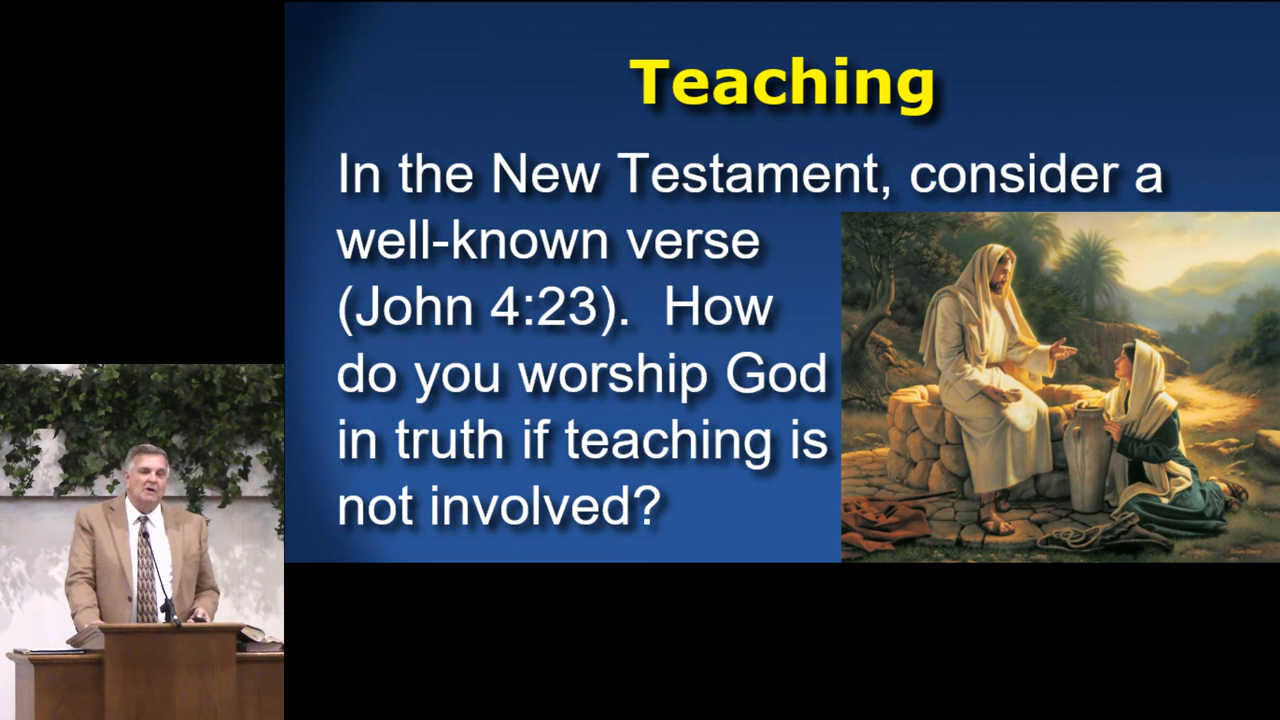 Teaching
In the New Testament, consider a
well-known verse
(John 4:23).  How
do you worship God
in truth if teaching is
not involved?